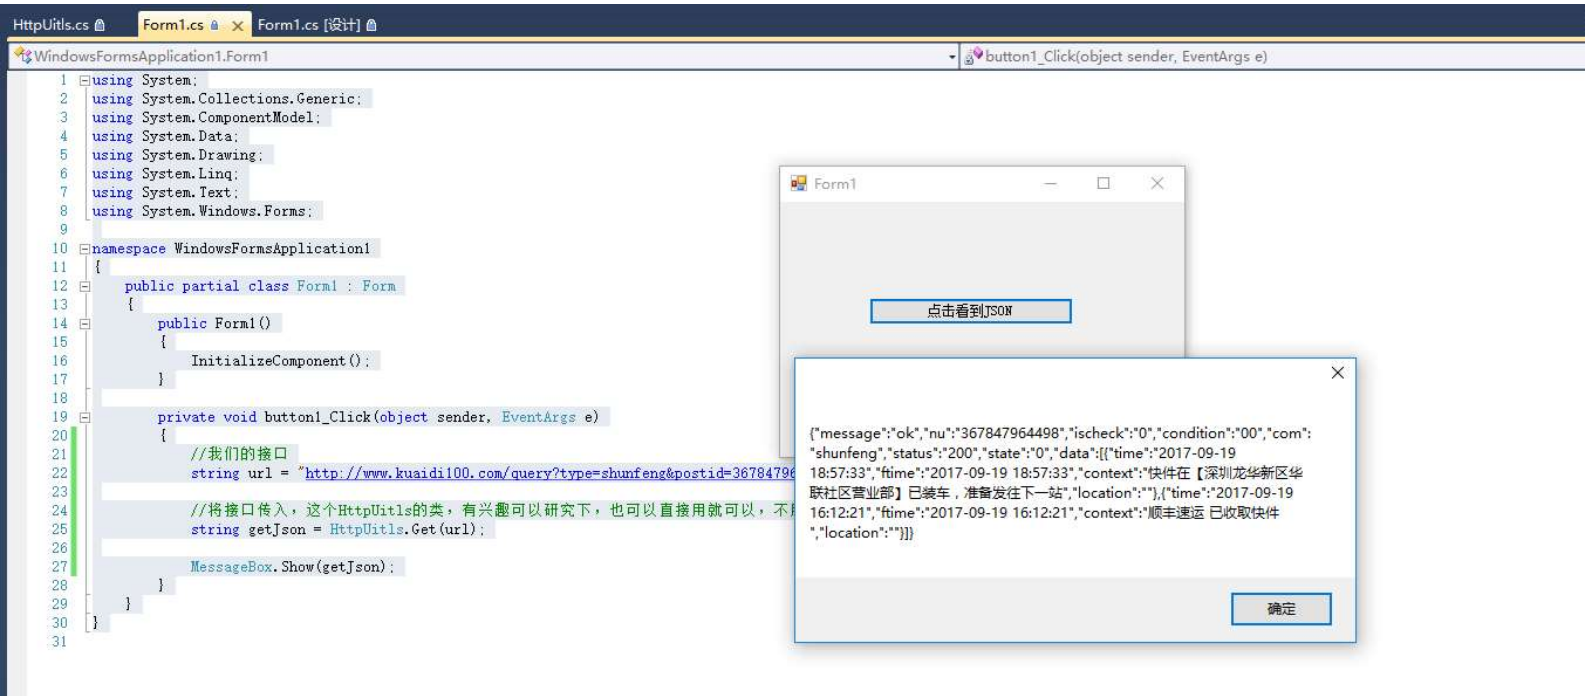 HttpUitls.cs
Form1.cs
Form1.cs [设计]
WindowsFormsApplication1.Form1
button1_Click(object sender, EventArgs e)
1 using System;
2 using System.Collections.Generic;
3 using System.ComponentModel;
4 using System.Data;
5 using System.Drawing;
6 using System.Linq;
7 using System.Text;
8 using System.Windows.Forms;
9
10 namespace WindowsFormsApplication1
11 {
12 public partial class Form1 : Form
13 {
14 public Form1()
15 {
16 InitializeComponent();
17 }
18
19 private void button1_Click(object sender, EventArgs e)
20 {
21 //我们的接口
22 string url = "http://www.kuaidi100.com/query?type=shunfeng&postid=36784796
23
24 //将接口传入，这个HttpUitls的类，有兴趣可以研究下，也可以直接用就可以，不
25 string getJson = HttpUitls.Get(url);
26
27 MessageBox.Show(getJson);
28 }
29 }
30 }
31
Form1
点击看到JSON
{"message":"ok","nu":"367847964498","ischeck":"0","condition":"00","com":
"shunfeng","status":"200","state":"0","data":[{"time":"2017-09-19
18:57:33","ftime":"2017-09-19 18:57:33","context":"快件在【深圳龙华新区华
联社区营业部】已装车，准备发往下一站","location":""},{"time":"2017-09-19
16:12:21","ftime":"2017-09-19 16:12:21","context":"顺丰速运 已收取快件
","location":""}]}
确定